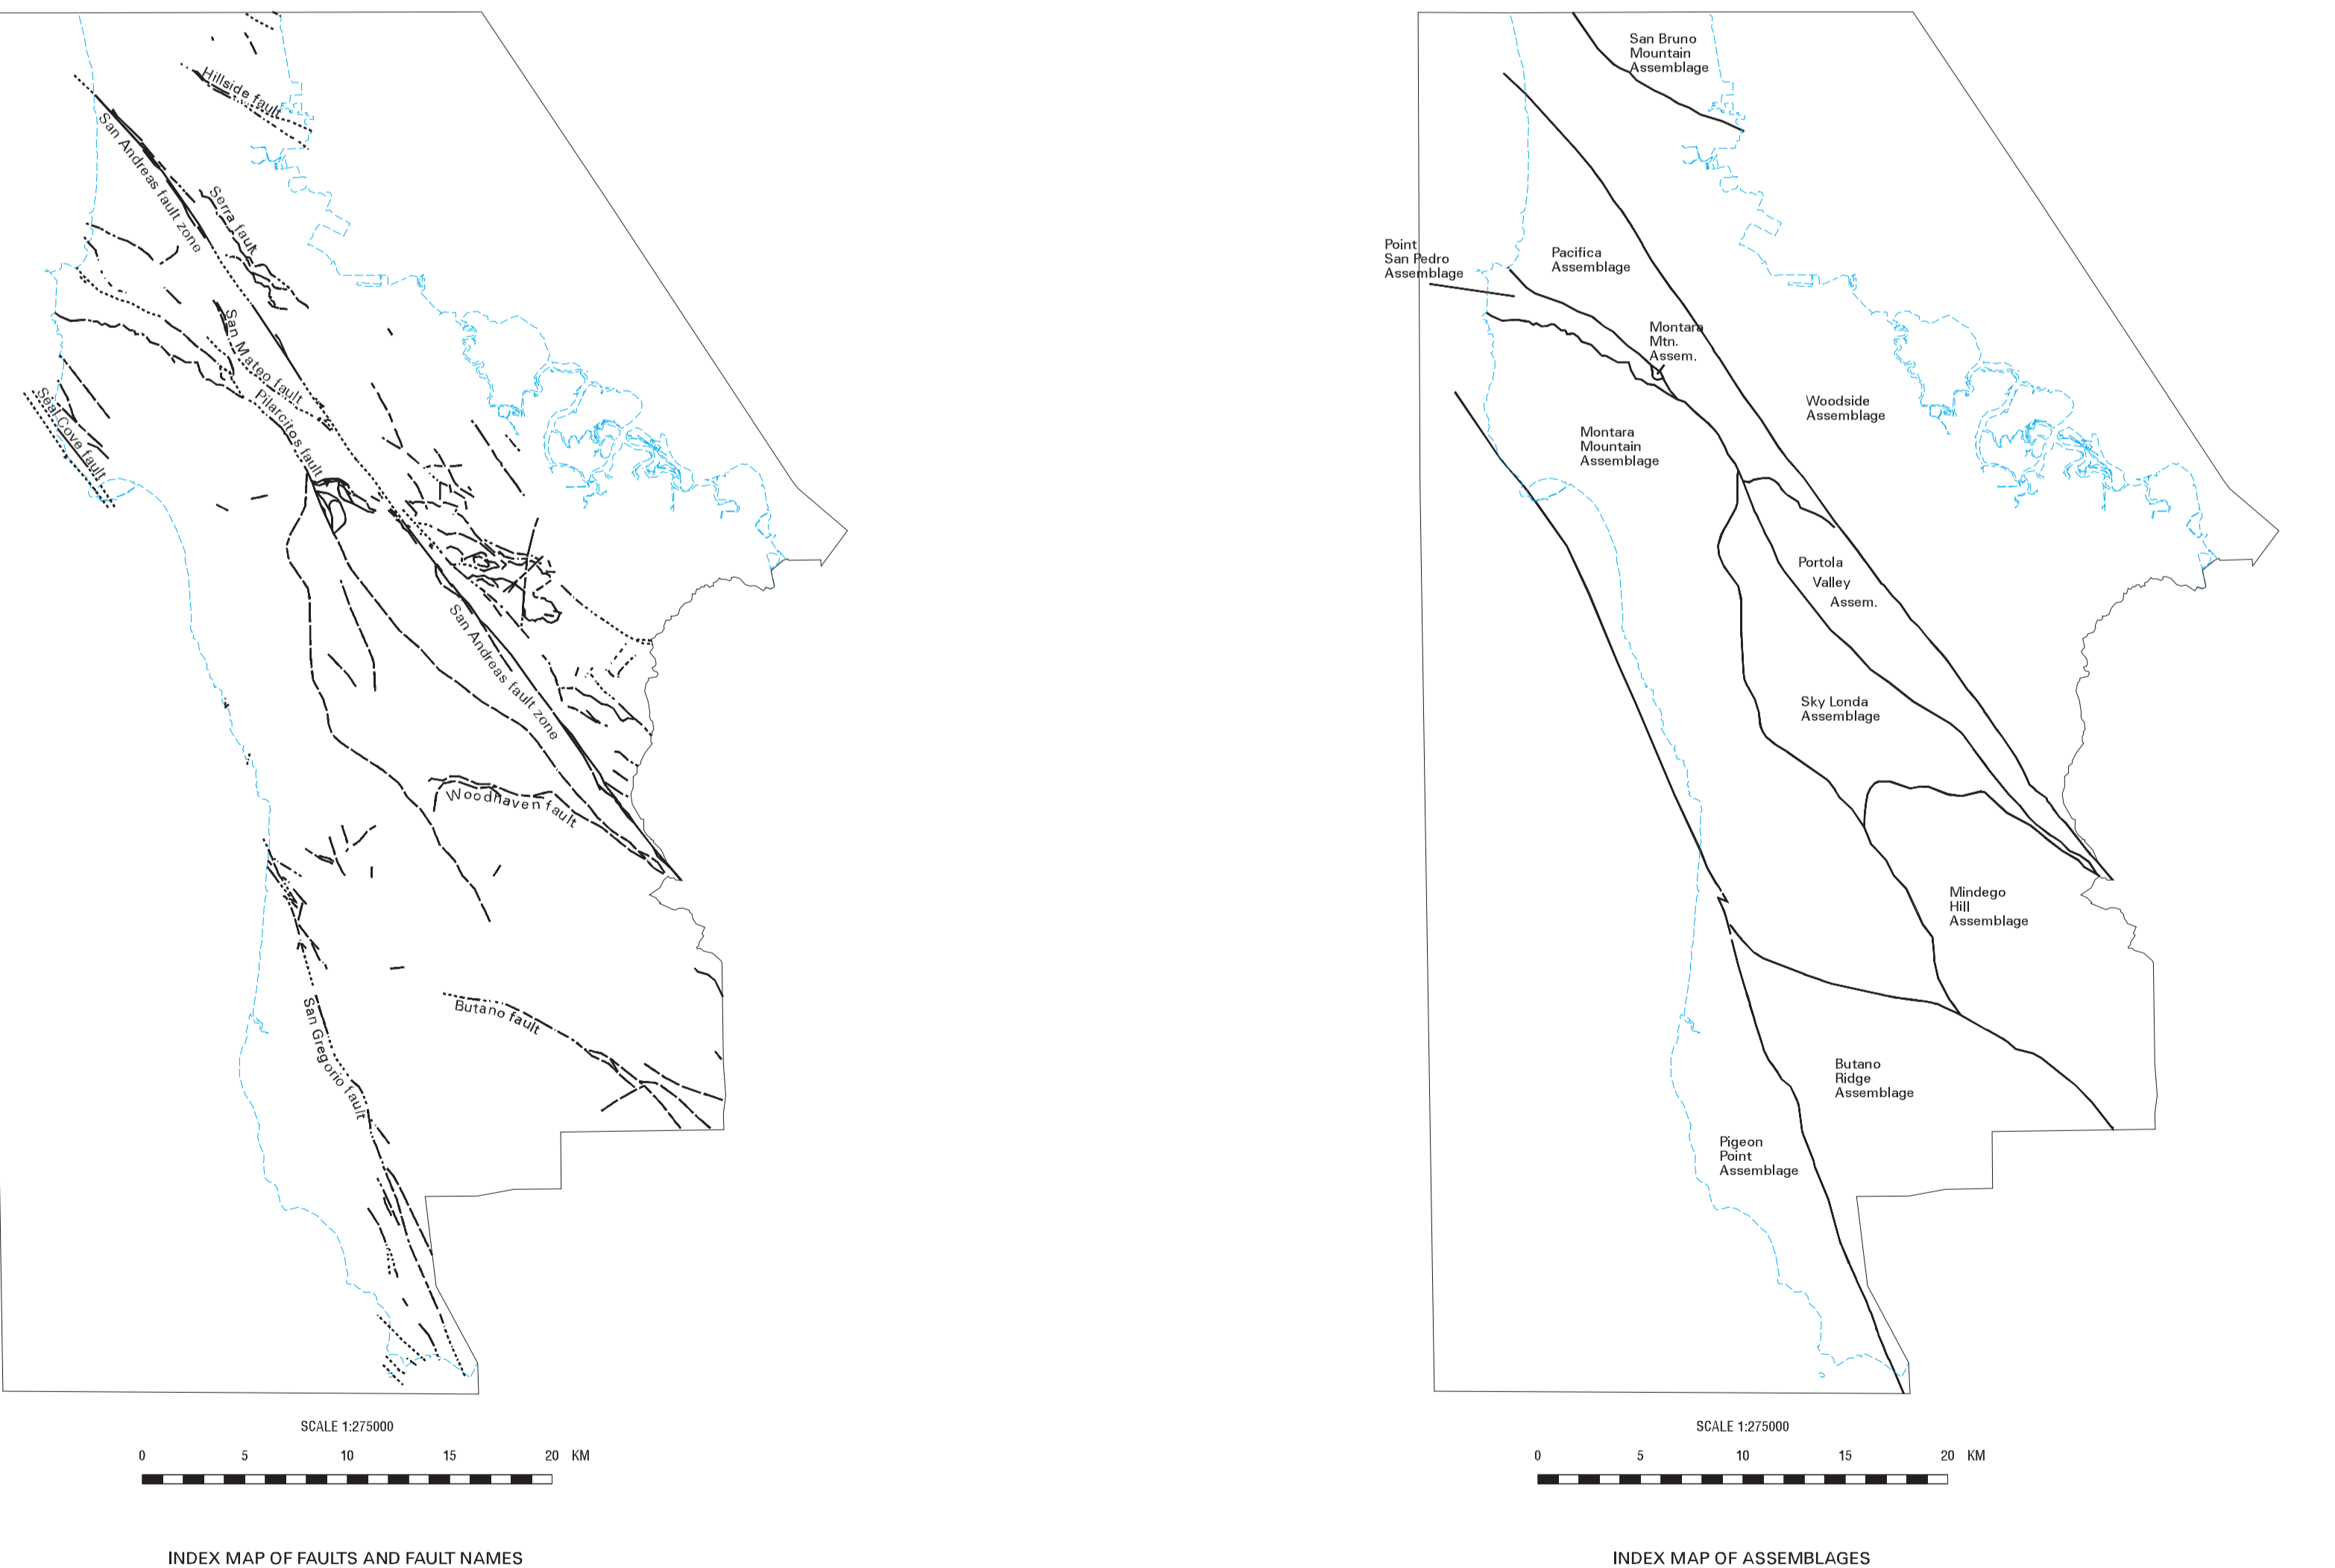 Hillside fault
San Andreas fault zone
Serra fault
San Mateo fault
Pilarcitos fault
Seal Cove fault
San Andreas fault zone
Woodhaven fault
Butano fault
San Gregorio fault
SCALE 1:275000
0 5 10 15 20 KM
INDEX MAP OF FAULTS AND FAULT NAMES
San Bruno
Mountain
Assemblage
Point
San Pedro
Assemblage
Pacifica
Assemblage
Montara
Mtn.
Assem.
Woodside
Assemblage
Montara
Mountain
Assemblage
Portola
Valley
Assem.
Sky Londa
Assemblage
Mindego
Hill
Assemblage
Butano
Ridge
Assemblage
Pigeon
Point
Assemblage
SCALE 1:275000
0 5 10 15 20 KM
INDEX MAP OF ASSEMBLAGES